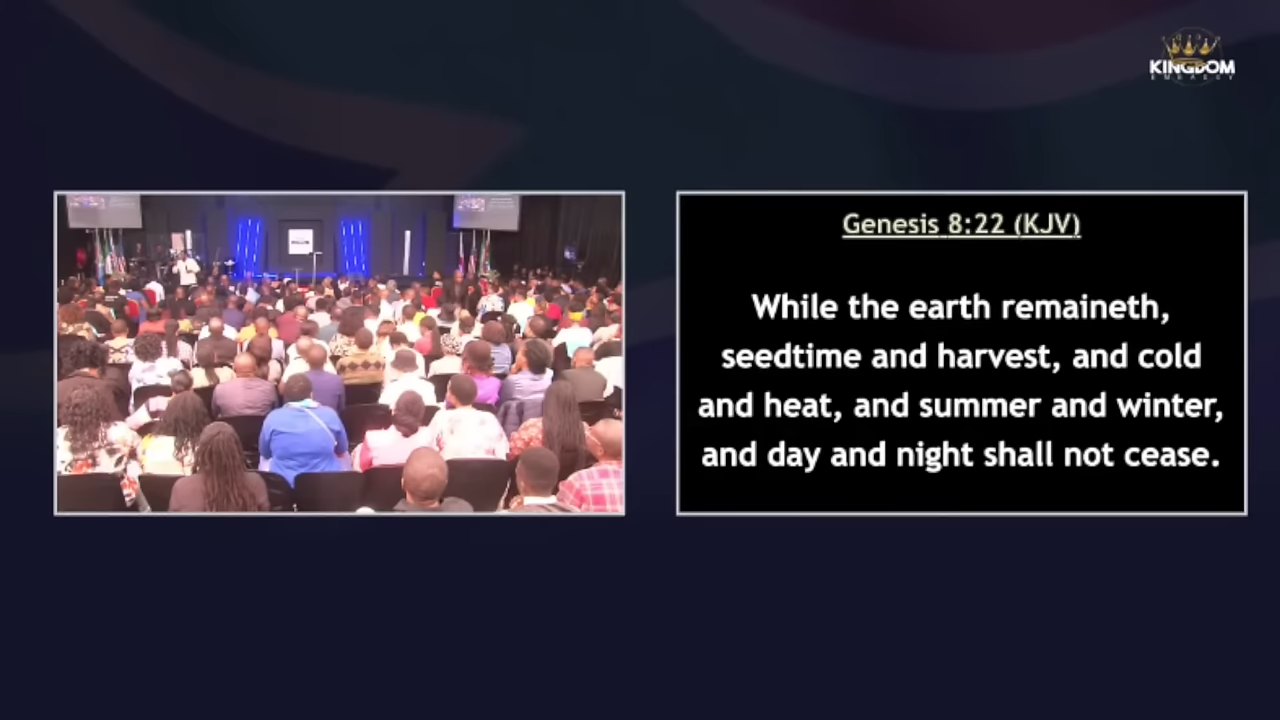 KINGDOM
EMBASSY
Genesis 8:22 (KJV)
While the earth remaineth,
seedtime and harvest, and cold
and heat, and summer and winter,
and day and night shall not cease.